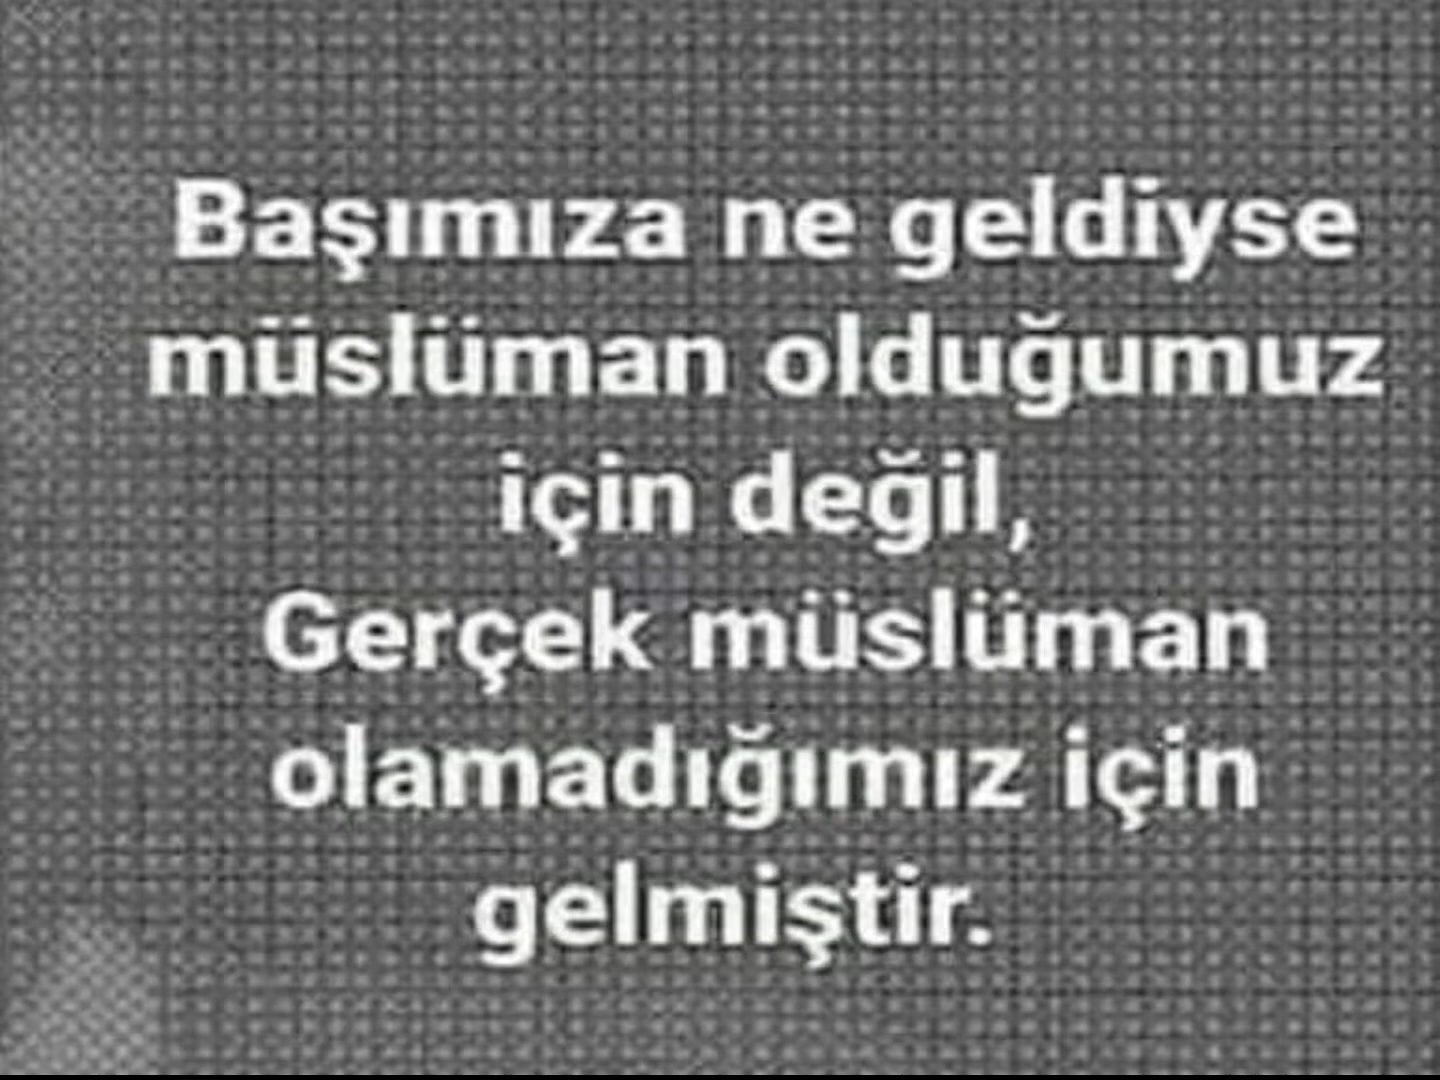 Başımıza ne geldiyse
müslüman olduğumuz
için değil,
Gerçek müslüman
olamadığımız için
gelmiştir.